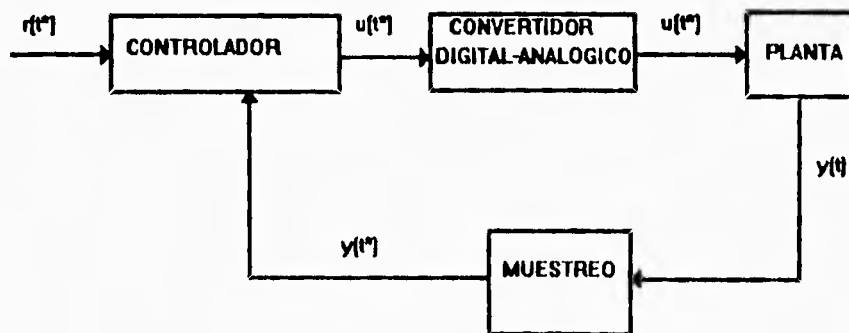 r[t*]
CONTROLADOR
u[t*]
CONVERTIDOR
DIGITAL-ANALOGICO
u[t*]
PLANTA
y[t]
y[t*]
MUESTREO